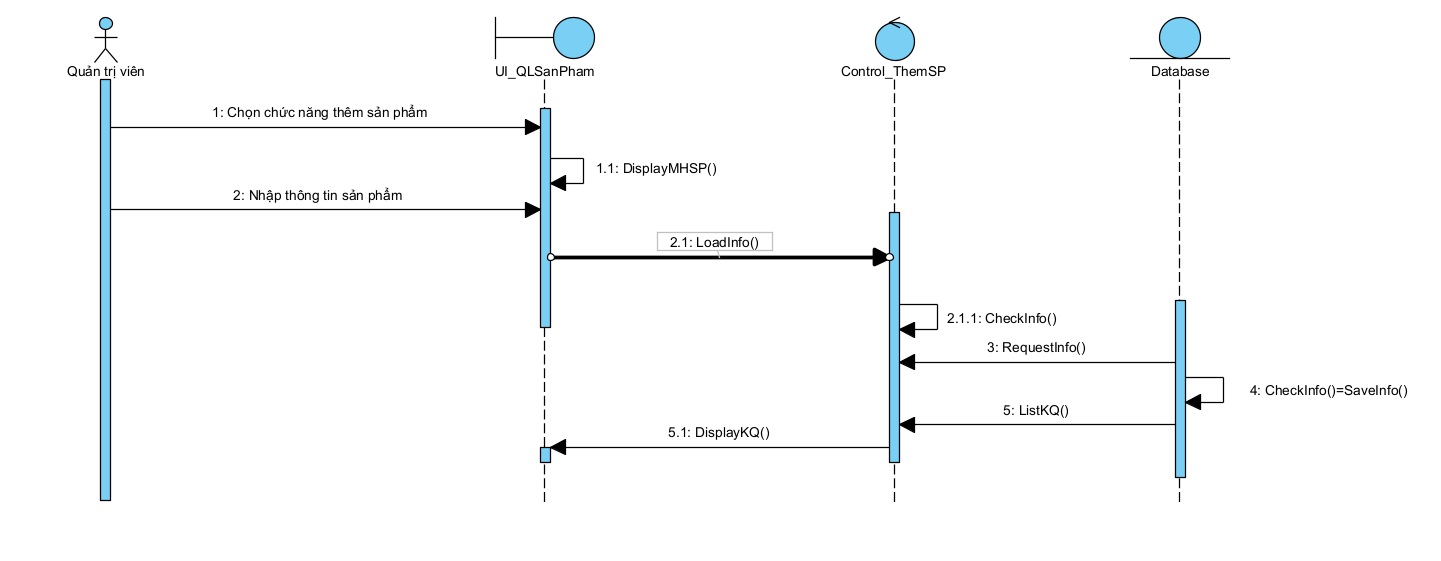 Quản trị viên
UI_QLSanPham
Control_ThemSP
Database
1: Chọn chức năng thêm sản phẩm
1.1: DisplayMHSP()
2: Nhập thông tin sản phẩm
2.1: LoadInfo()
2.1.1: CheckInfo()
3: RequestInfo()
4: CheckInfo()=SaveInfo()
5: ListKQ()
5.1: DisplayKQ()